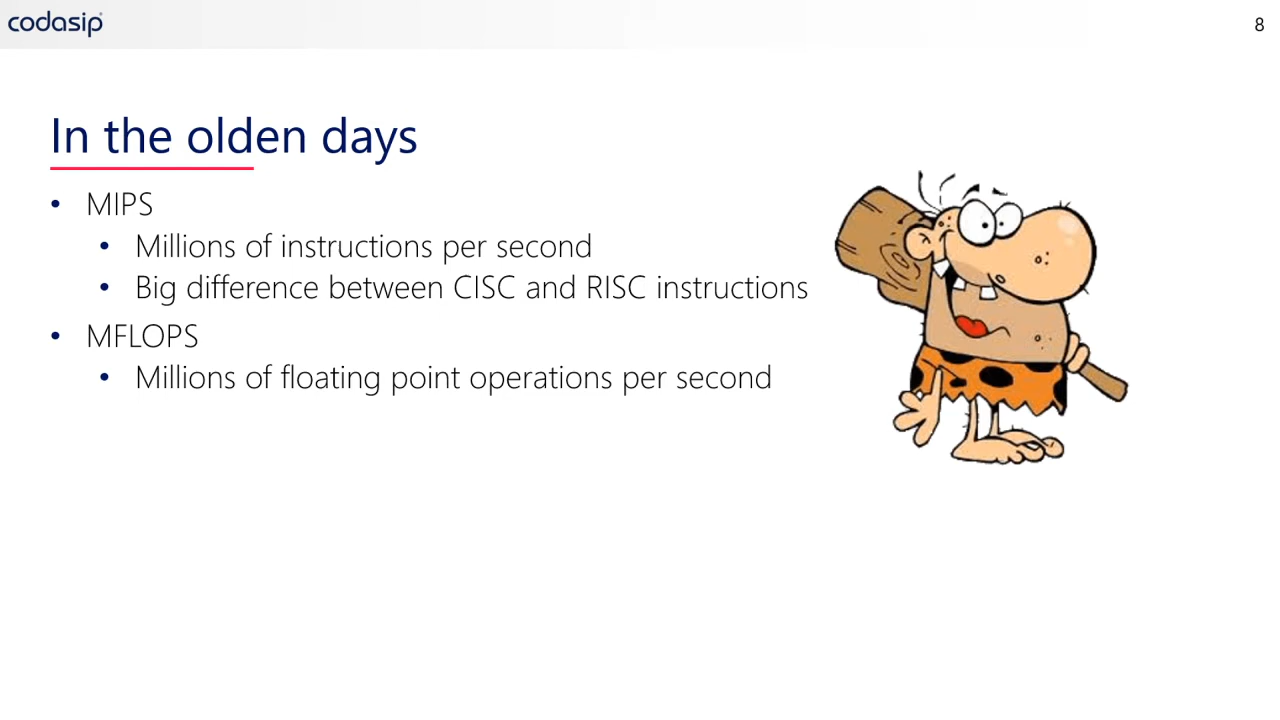 codasip
8
In the olden days
• MIPS
• Millions of instructions per second
• Big difference between CISC and RISC instructions
• MFLOPS
• Millions of floating point operations per second